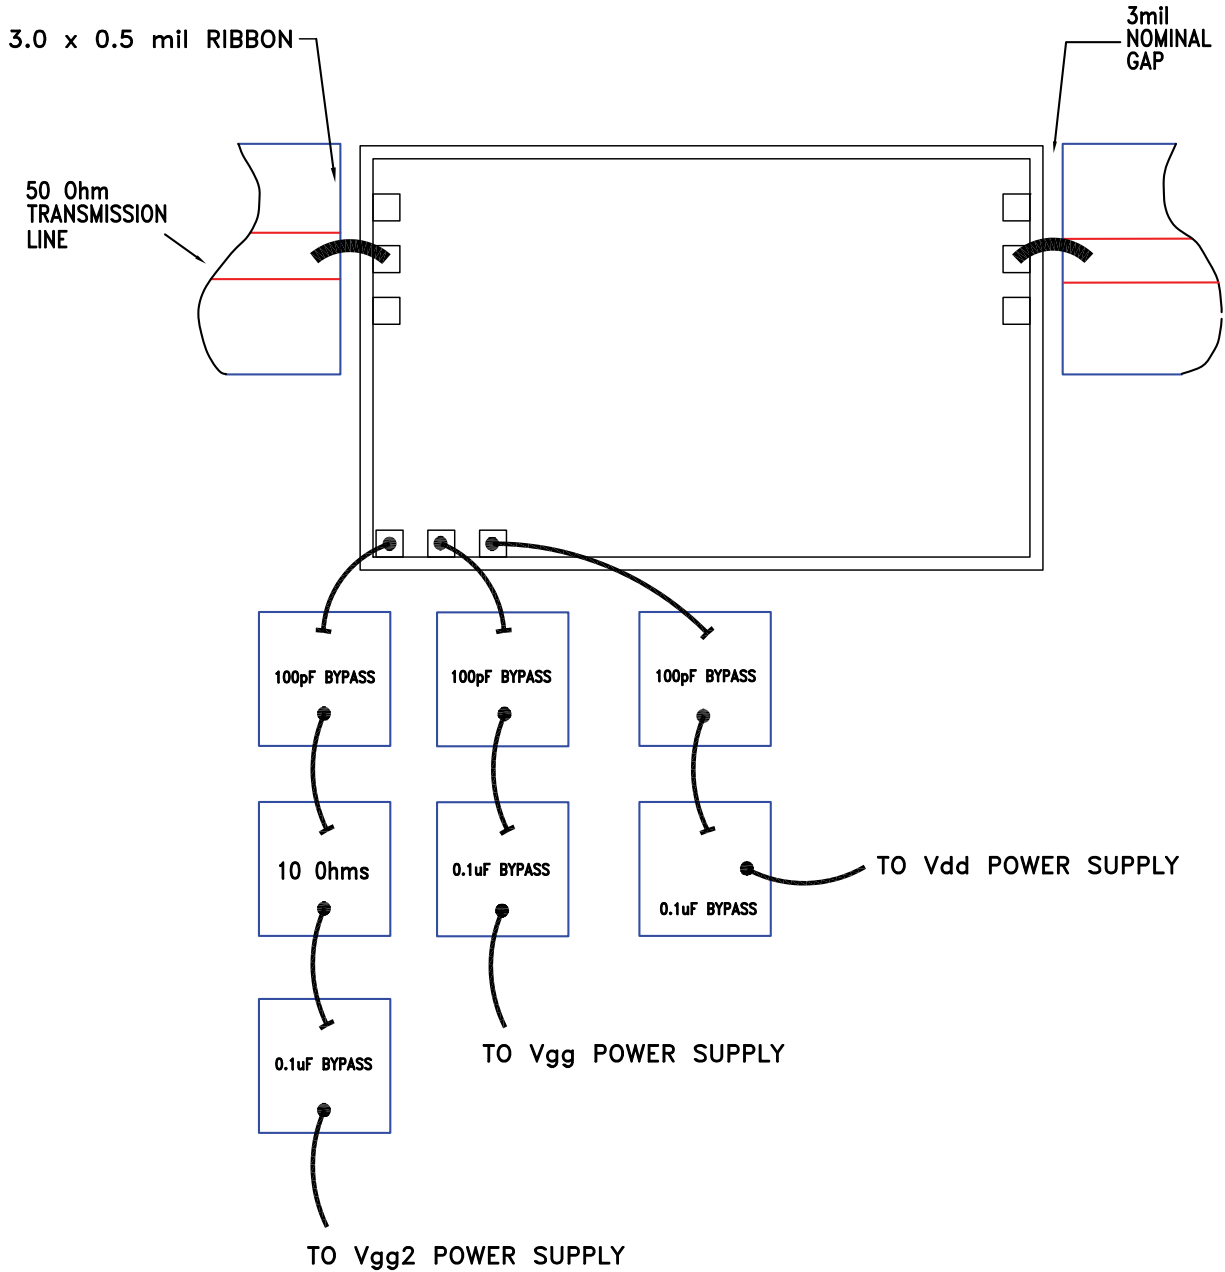 3.0 x 0.5 mil RIBBON
3mil
NOMINAL
GAP
50 Ohm
TRANSMISSION
LINE
100pF BYPASS
100pF BYPASS
100pF BYPASS
10 Ohms
0.1uF BYPASS
TO Vdd POWER SUPPLY
0.1uF BYPASS
TO Vgg POWER SUPPLY
0.1uF BYPASS
TO Vgg2 POWER SUPPLY